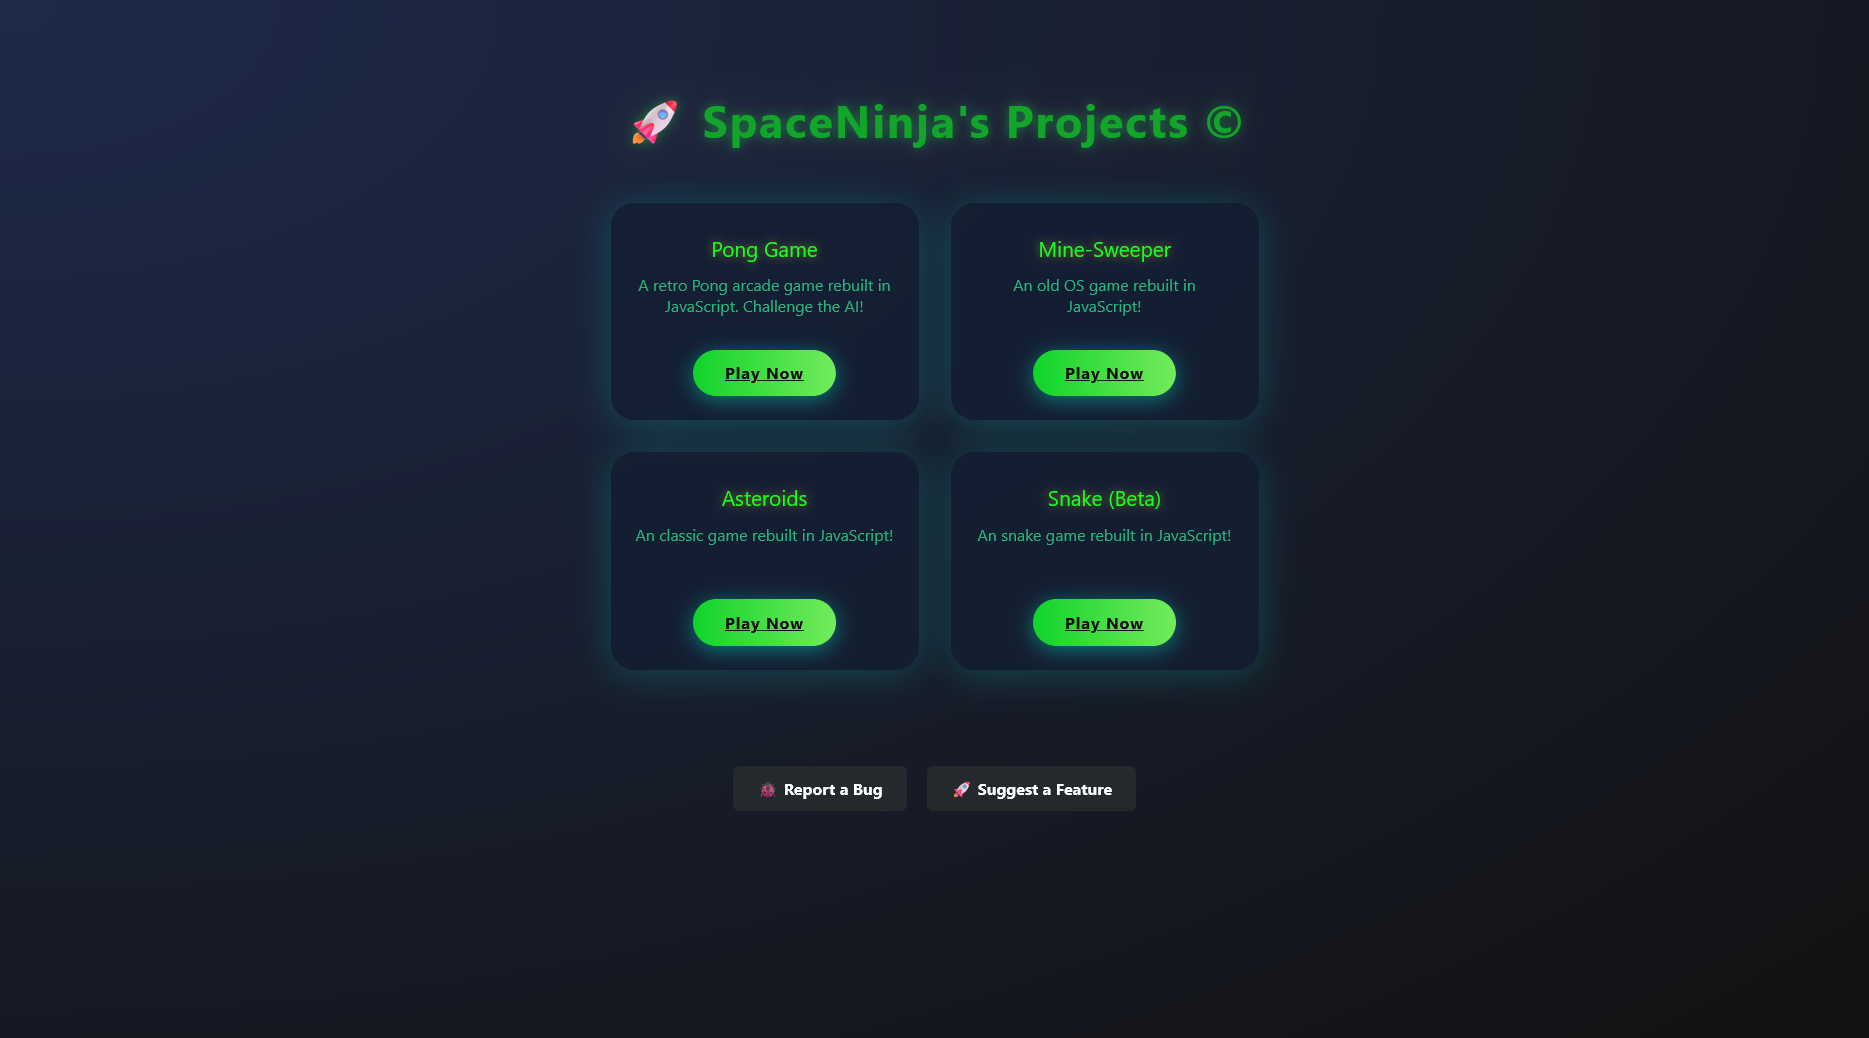 🚀 SpaceNinja's Projects ©
Pong Game
A retro Pong arcade game rebuilt in
JavaScript. Challenge the AI!
Play Now
Mine-Sweeper
An old OS game rebuilt in
JavaScript!
Play Now
Asteroids
An classic game rebuilt in JavaScript!
Play Now
Snake (Beta)
An snake game rebuilt in JavaScript!
Play Now
🐞 Report a Bug
🚀 Suggest a Feature